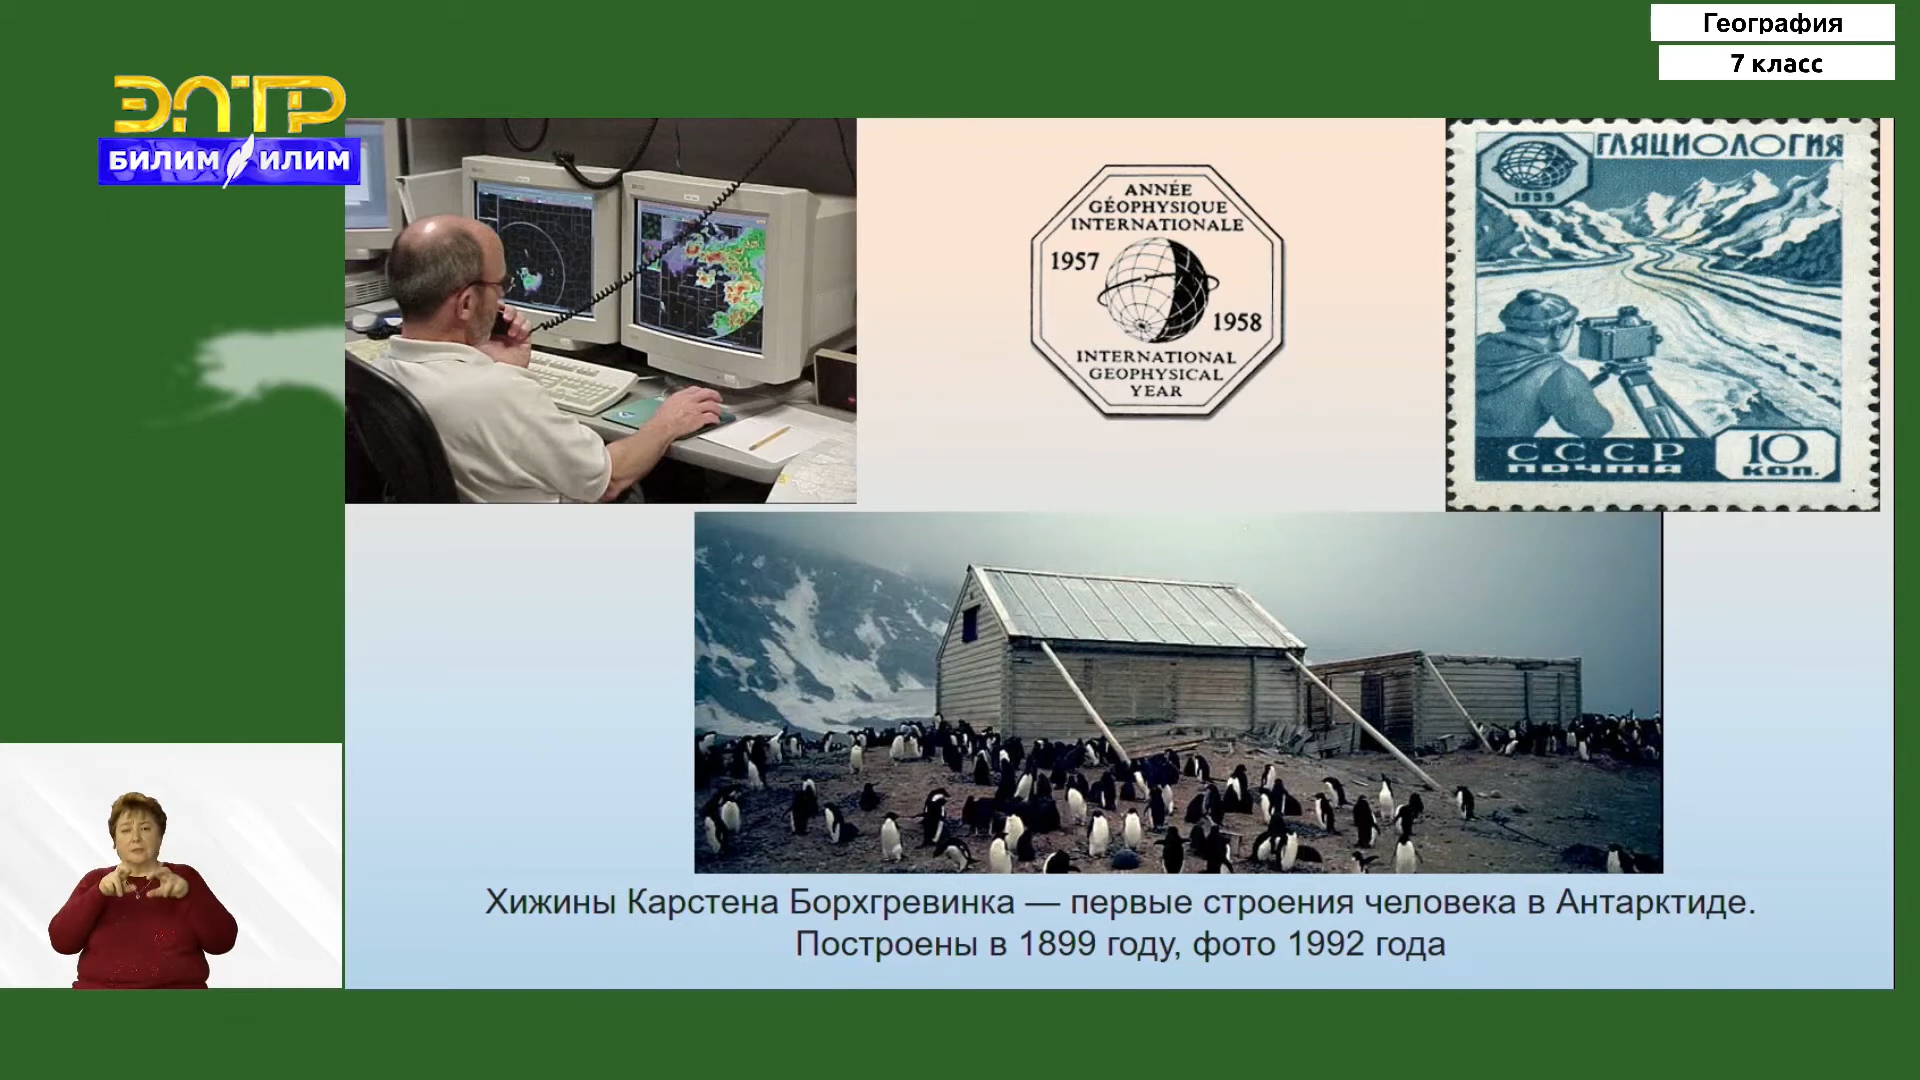 География
7 класс
ЭЛТР
БИЛИМ ИЛИМ
ANNÉE
GÉOPHYSIQUE
INTERNATIONALE
1957
1958
INTERNATIONAL
GEOPHYSICAL
YEAR
ГЛЯЦИОЛОГИЯ
1959
СССР
ПОЧТА
10
КОП.
Хижины Карстена Борхгревинка — первые строения человека в Антарктиде.
Построены в 1899 году, фото 1992 года